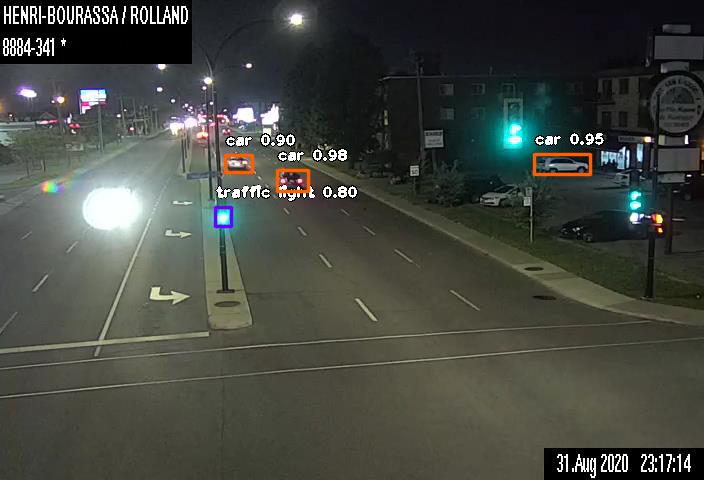 HENRI-BOURASSA / ROLLAND
8884-341 *
car 0.90
car 0.98
car 0.95
traffic light 0.80
31.Aug 2020 23:17:14